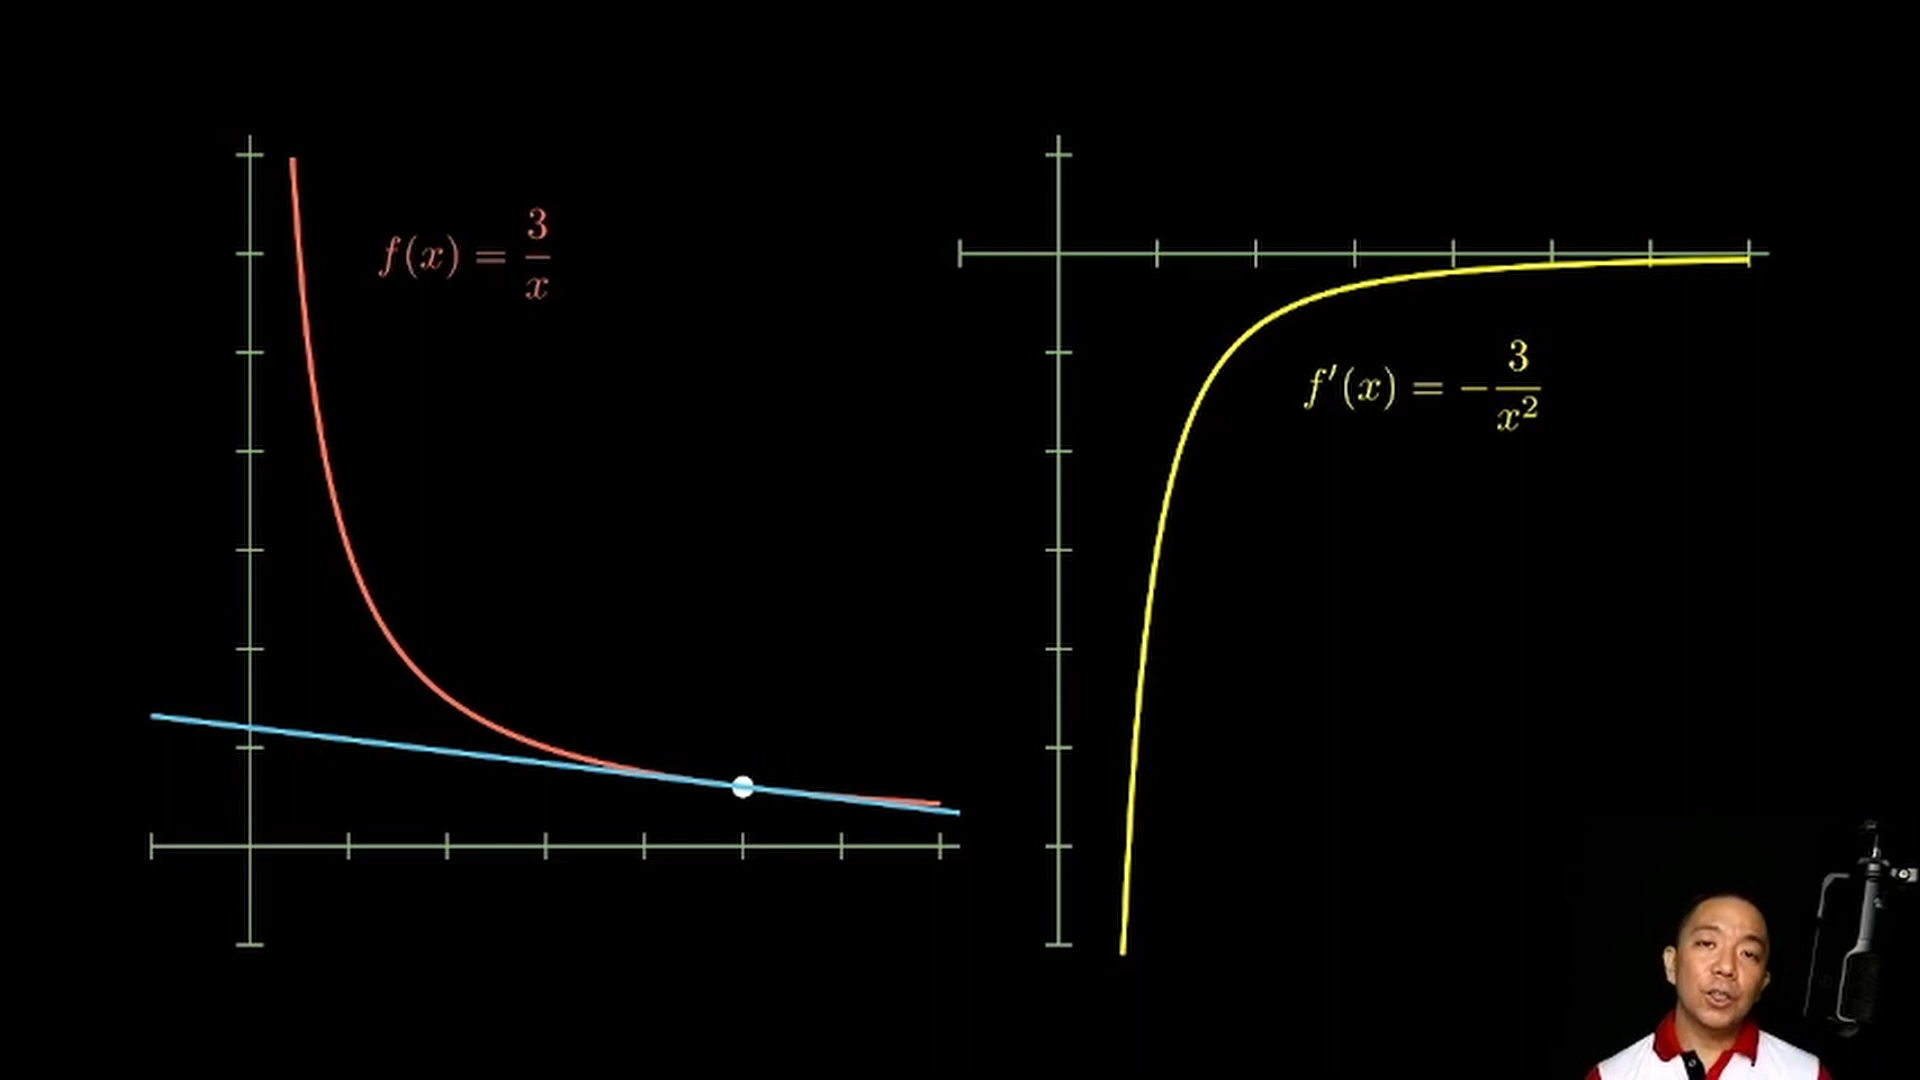 f(x) = 3/x
f′(x) = −3/x²